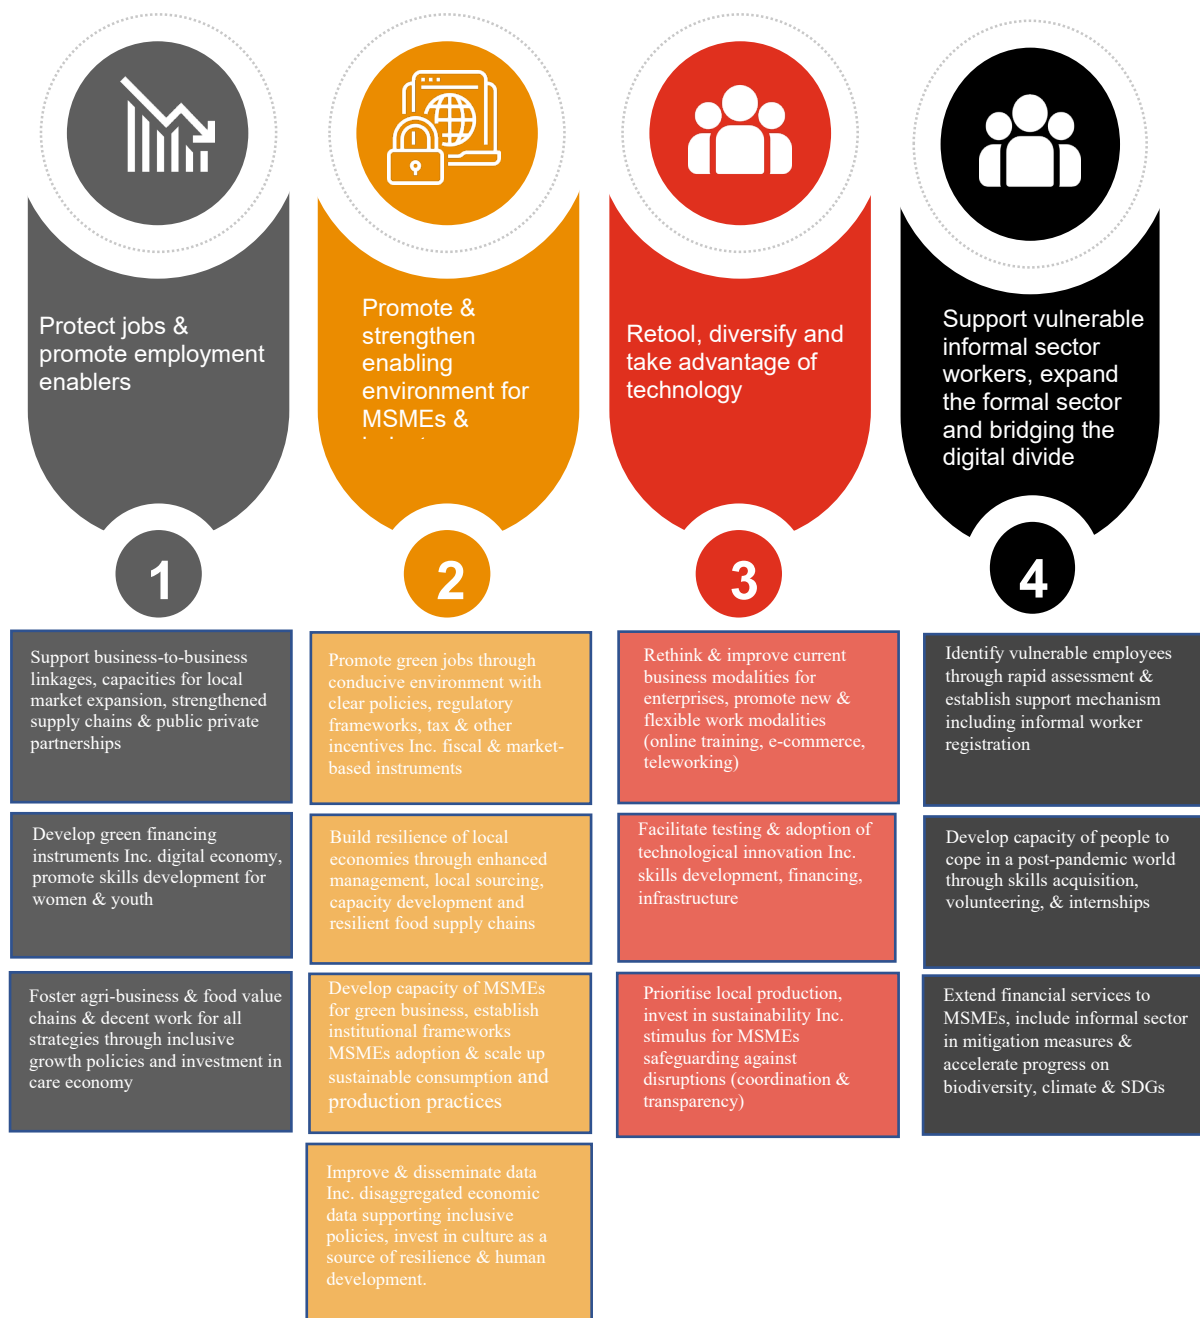 Protect jobs &
promote employment
enablers
Promote &
strengthen
enabling
environment for
MSMEs &
Retool, diversify and
take advantage of
technology
Support vulnerable
informal sector
workers, expand
the formal sector
and bridging the
digital divide
1
2
3
4
Support business-to-business
linkages, capacities for local
market expansion, strengthened
supply chains & public private
partnerships
Develop green financing
instruments Inc. digital economy,
promote skills development for
women & youth
Foster agri-business & food value
chains & decent work for all
strategies through inclusive
growth policies and investment in
care economy
Promote green jobs through
conducive environment with
clear policies, regulatory
frameworks, tax & other
incentives Inc. fiscal & market-
based instruments
Build resilience of local
economies through enhanced
management, local sourcing,
capacity development and
resilient food supply chains
Develop capacity of MSMEs
for green business, establish
institutional frameworks
MSMEs adoption & scale up
sustainable consumption and
production practices
Improve & disseminate data
Inc. disaggregated economic
data supporting inclusive
policies, invest in culture as a
source of resilience & human
development.
Rethink & improve current
business modalities for
enterprises, promote new &
flexible work modalities
(online training, e-commerce,
teleworking)
Facilitate testing & adoption of
technological innovation Inc.
skills development, financing,
infrastructure
Prioritise local production,
invest in sustainability Inc.
stimulus for MSMEs
safeguarding against
disruptions (coordination &
transparency)
Identify vulnerable employees
through rapid assessment &
establish support mechanism
including informal worker
registration
Develop capacity of people to
cope in a post-pandemic world
through skills acquisition,
volunteering, & internships
Extend financial services to
MSMEs, include informal sector
in mitigation measures &
accelerate progress on
biodiversity, climate & SDGs